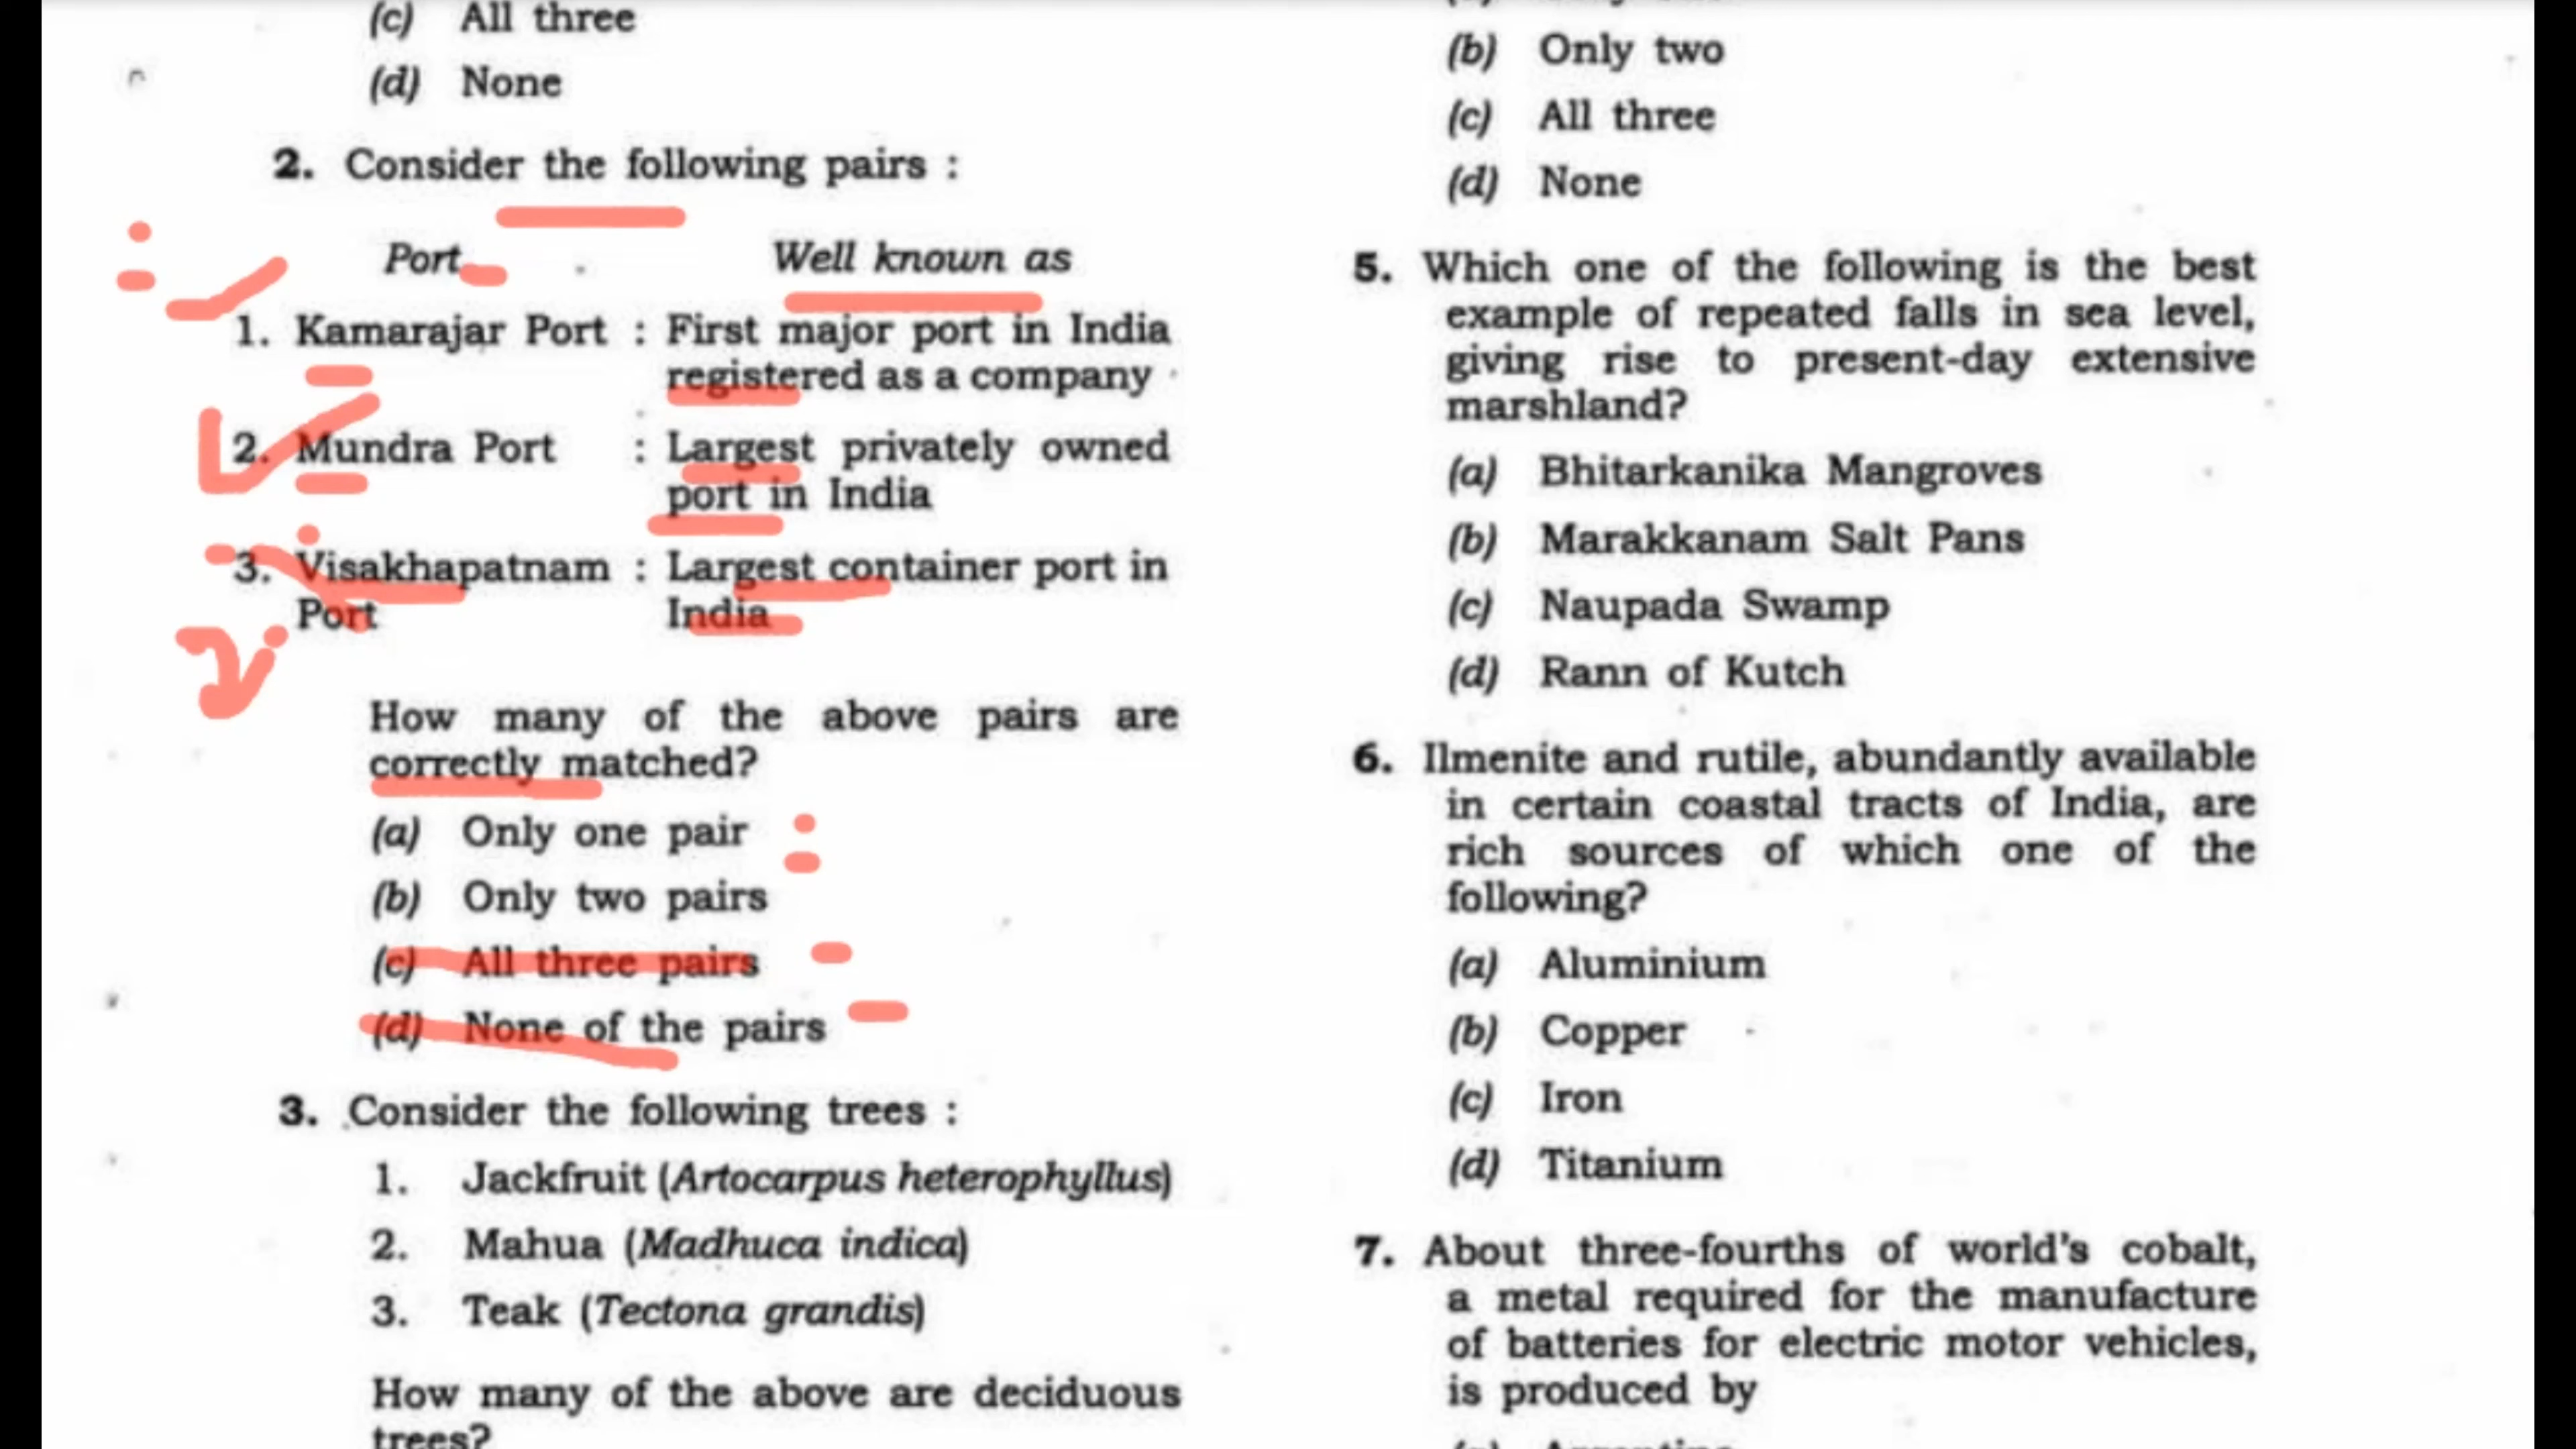 (c) All three
(d) None
2. Consider the following pairs :
Port Well known as
1. Kamarajar Port : First major port in India
registered as a company
2. Mundra Port : Largest privately owned
port in India
3. Visakhapatnam : Largest container port in
Port India
How many of the above pairs are
correctly matched?
(a) Only one pair
(b) Only two pairs
(c) All three pairs
(d) None of the pairs
3. Consider the following trees :
1. Jackfruit (Artocarpus heterophyllus)
2. Mahua (Madhuca indica)
3. Teak (Tectona grandis)
How many of the above are deciduous
trees?
(b) Only two
(c) All three
(d) None
5. Which one of the following is the best
example of repeated falls in sea level,
giving rise to present-day extensive
marshland?
(a) Bhitarkanika Mangroves
(b) Marakkanam Salt Pans
(c) Naupada Swamp
(d) Rann of Kutch
6. Ilmenite and rutile, abundantly available
in certain coastal tracts of India, are
rich sources of which one of the
following?
(a) Aluminium
(b) Copper
(c) Iron
(d) Titanium
7. About three-fourths of world's cobalt,
a metal required for the manufacture
of batteries for electric motor vehicles,
is produced by